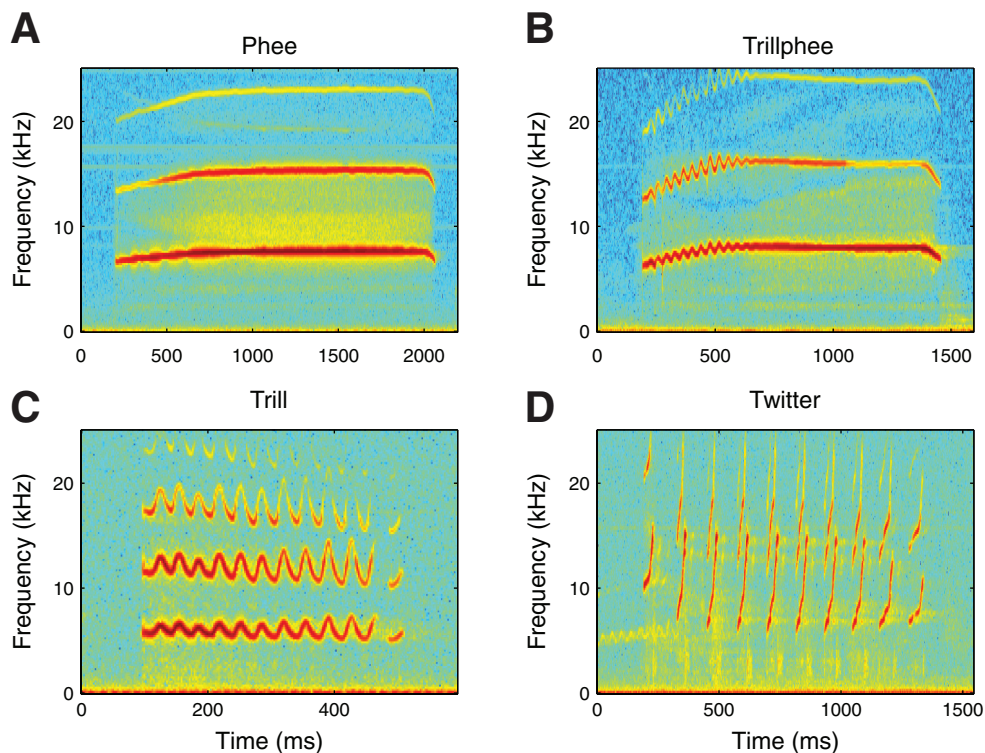 A
Phee
Frequency (kHz)
20
10
0
0 500 1000 1500 2000
B
Trillphee
Frequency (kHz)
20
10
0
0 500 1000 1500
C
Trill
Frequency (kHz)
20
10
0
0 200 400
Time (ms)
D
Twitter
Frequency (kHz)
20
10
0
0 500 1000 1500
Time (ms)